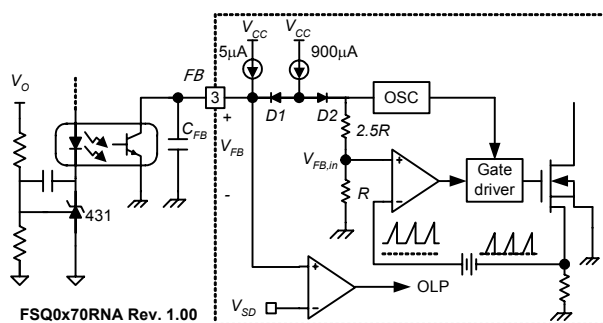 V_CC V_CC
5μA 900μA
V_O
FB 3
D1 D2 OSC
+
C_FB
V_FB
2.5R
V_FB,in
+
-
R
Gate
driver
-
431
+
-
V_SD
OLP
FSQ0x70RNA Rev. 1.00